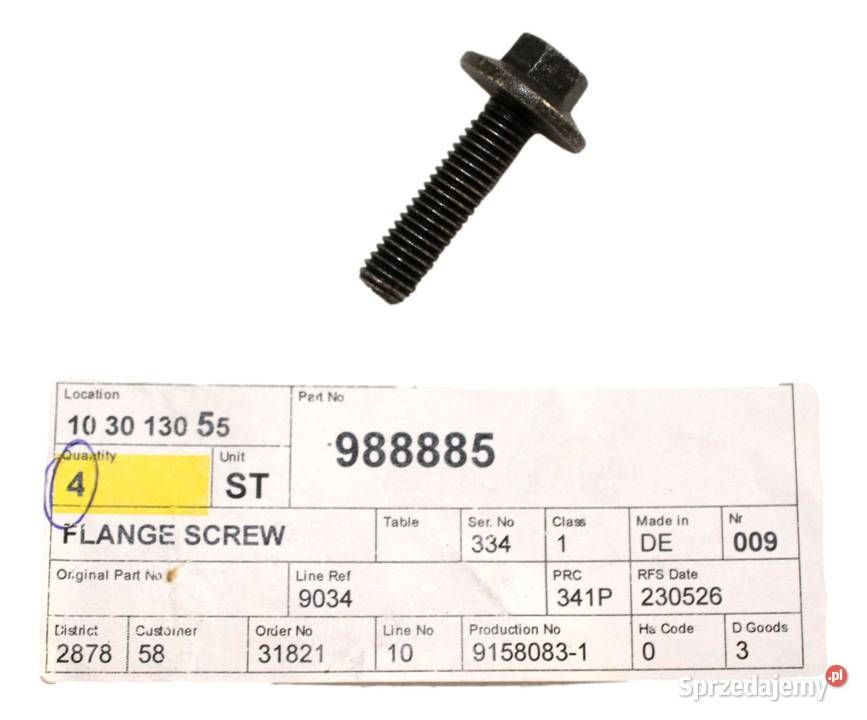 Location
10 30 130 55
Part No
988885
Quantity
4
Unit
ST
FLANGE SCREW
Table
Ser. No
334
Class
1
Made in
DE
Nr
009
Original Part No
Line Ref
9034
PRC
341P
RFS Date
230526
District
2878
Customer
58
Order No
31821
Line No
10
Production No
9158083-1
Ha Code
0
D Goods
3
Sprzedajemy.pl